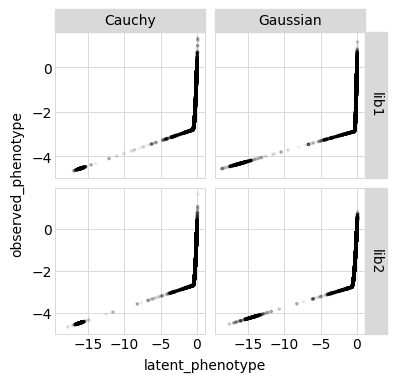 Cauchy Gaussian
0
−2
−4
lib1
0
−2
−4
lib2
observed_phenotype
−15 −10 −5 0 −15 −10 −5 0
latent_phenotype